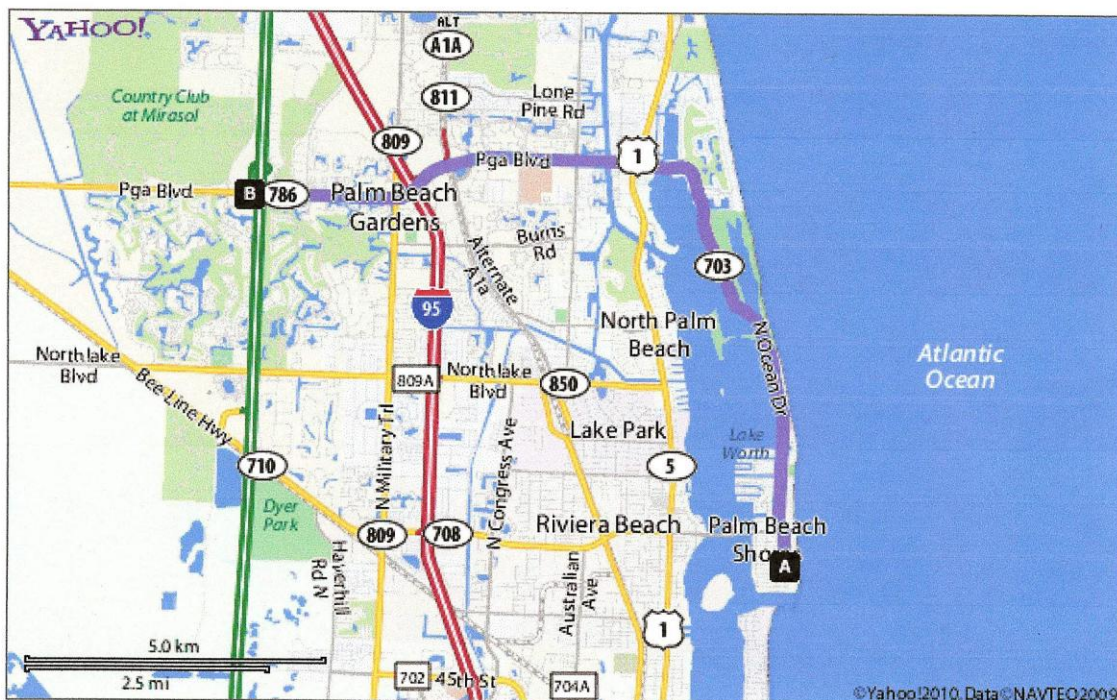 YAHOO!
ALT
A1A
Country Club
at Mirasol
811
Lone
Pine Rd
809
Pga Blvd
1
Pga Blvd
B
786
Palm Beach
Gardens
Burns
Rd
Alternate
A1a
703
95
North Palm
Beach
N Ocean Dr
Atlantic
Ocean
Northlake
Blvd
Bee Line Hwy
809A
Northlake
Blvd
850
N Military Trl
N Congress Ave
Lake Park
Lake
Worth
710
5
Dyer
Park
809
708
Riviera Beach
Palm Beach
A
Haverhill
Rd N
Australian
Ave
1
5.0 km
2.5 mi
702
45th St
704A
©Yahoo!2010, Data©NAVTEQ200